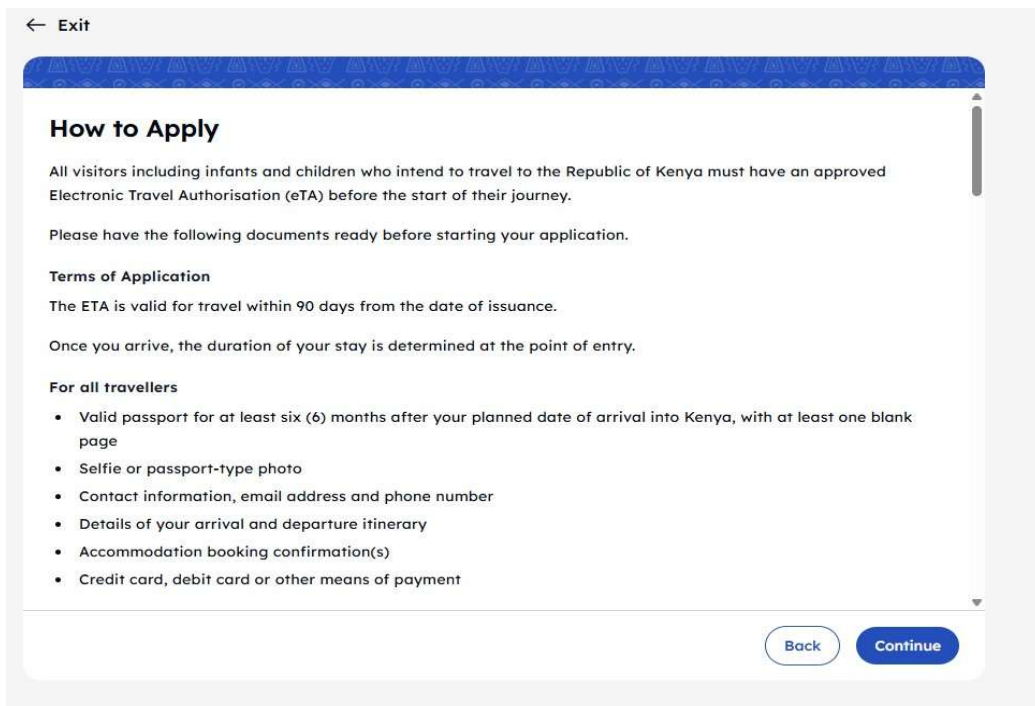 ← Exit
How to Apply
All visitors including infants and children who intend to travel to the Republic of Kenya must have an approved
Electronic Travel Authorisation (eTA) before the start of their journey.
Please have the following documents ready before starting your application.
Terms of Application
The ETA is valid for travel within 90 days from the date of issuance.
Once you arrive, the duration of your stay is determined at the point of entry.
For all travellers
• Valid passport for at least six (6) months after your planned date of arrival into Kenya, with at least one blank
page
• Selfie or passport-type photo
• Contact information, email address and phone number
• Details of your arrival and departure itinerary
• Accommodation booking confirmation(s)
• Credit card, debit card or other means of payment
Back
Continue